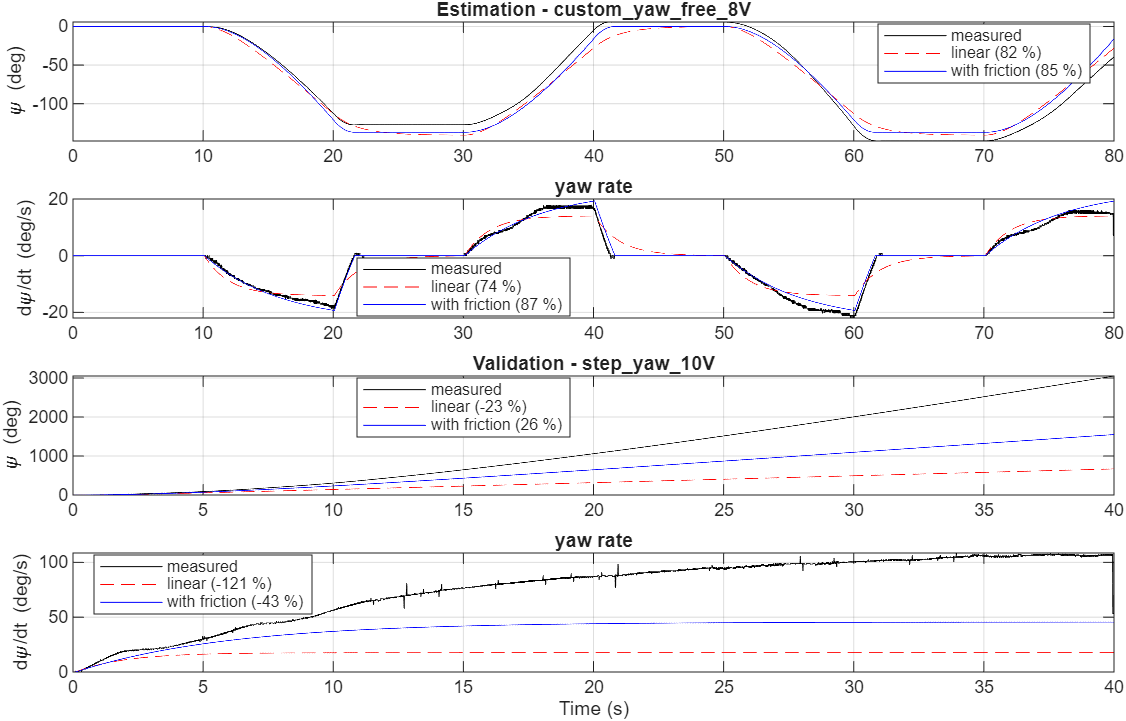 Estimation - custom_yaw_free_8V
ψ (deg)
0
-50
-100
measured
linear (82 %)
with friction (85 %)
0 10 20 30 40 50 60 70 80
yaw rate
dψ/dt (deg/s)
20
0
-20
measured
linear (74 %)
with friction (87 %)
0 10 20 30 40 50 60 70 80
Validation - step_yaw_10V
ψ (deg)
3000
2000
1000
0
measured
linear (-23 %)
with friction (26 %)
0 5 10 15 20 25 30 35 40
yaw rate
dψ/dt (deg/s)
100
50
0
measured
linear (-121 %)
with friction (-43 %)
0 5 10 15 20 25 30 35 40
Time (s)